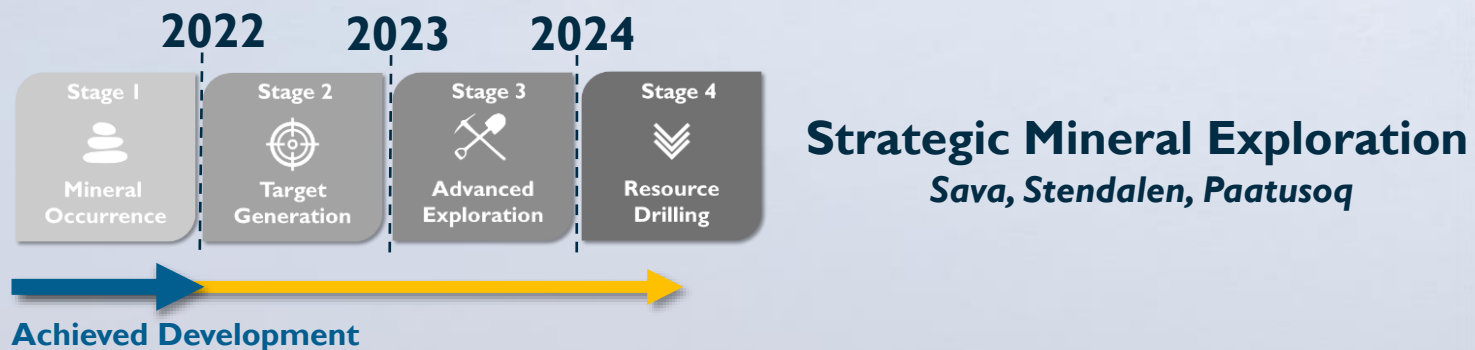 2022 2023 2024
Stage 1 Stage 2 Stage 3 Stage 4
Mineral Target Advanced Resource
Occurrence Generation Exploration Drilling
Strategic Mineral Exploration
Sava, Stendalen, Paatusoq
Achieved Development